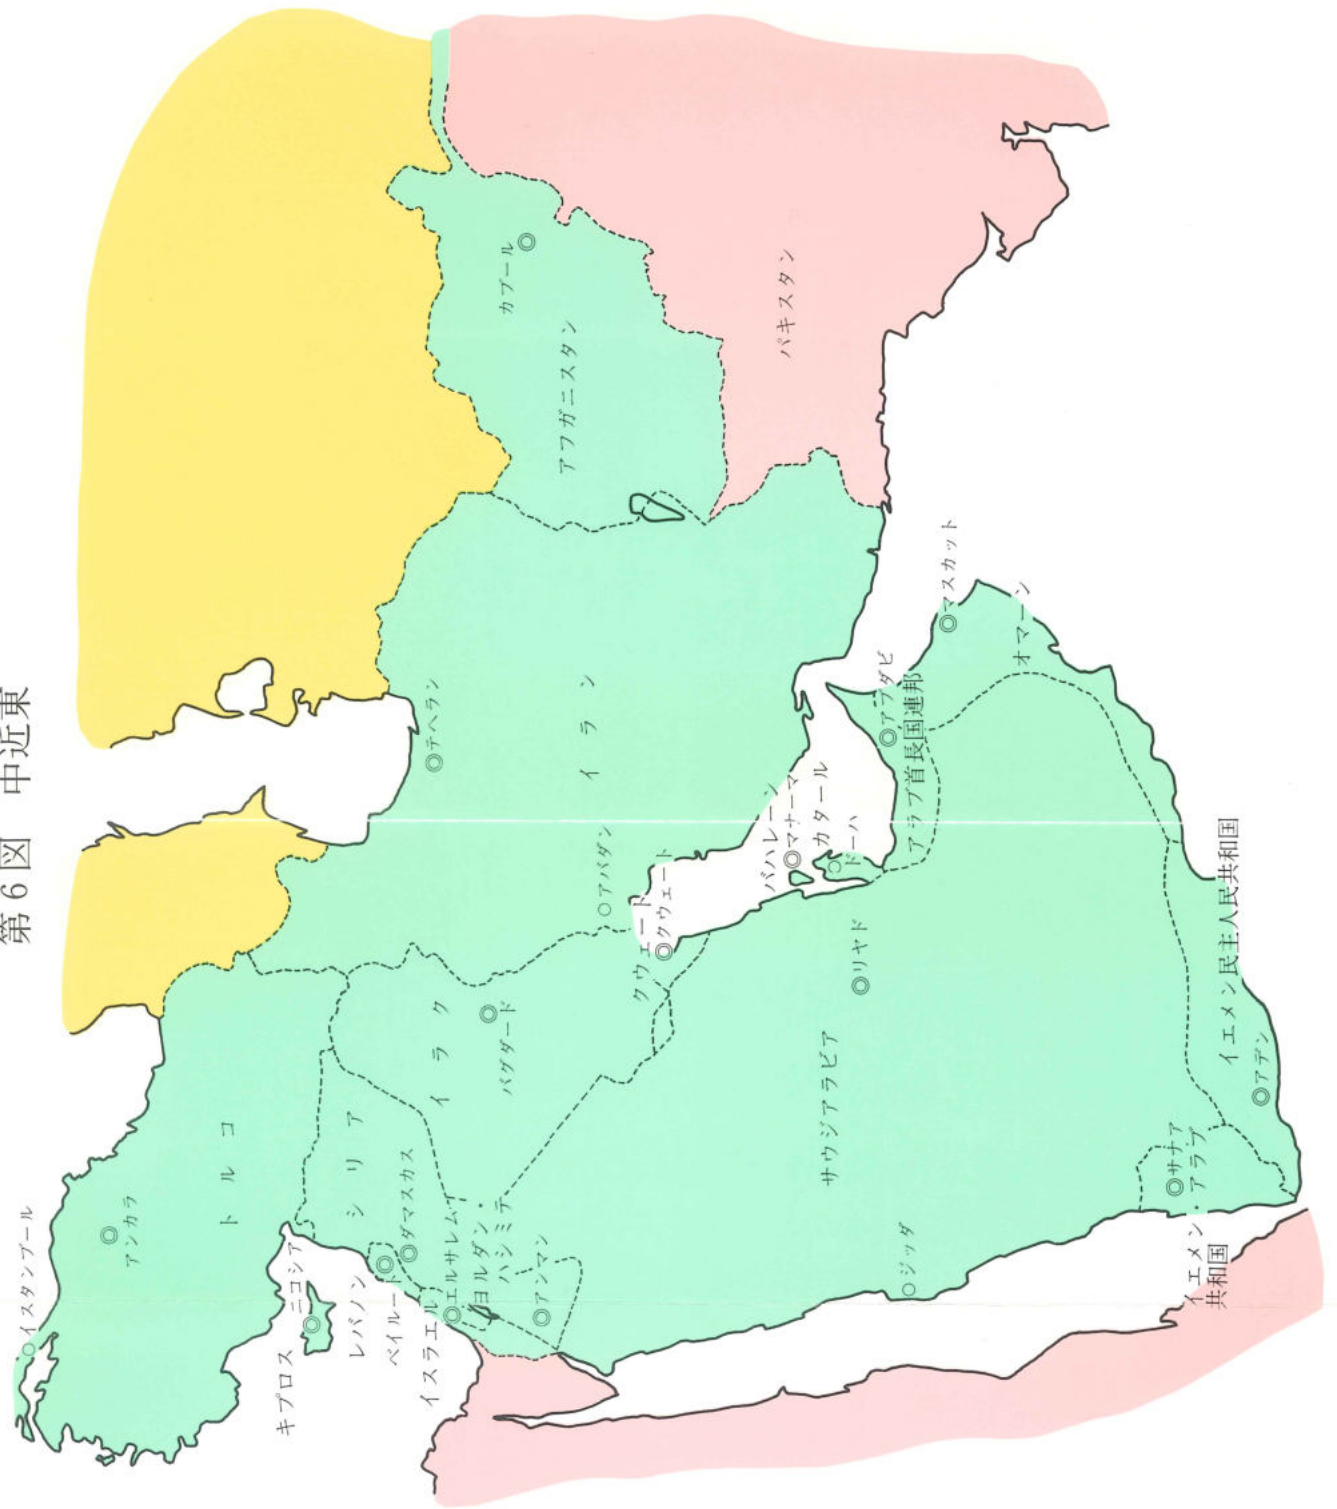 第6図 中近東
イスタンブール
アンカラ
トルコ
キプロス
ニコシア
レバノン
ベイルート
シリア
ダマスカス
イスラエル
エルサレム
ヨルダン・
ハシミテ
アンマン
イラク
バグダード
テヘラン
イラン
アバダン
クウェート
クウェート
バハレーン
マナーマ
カタール
ドーハ
アブダビ
アラブ首長国連邦
マスカット
オマーン
サウジアラビア
リヤド
ジッダ
サナア
イエメン・
アラブ
共和国
アデン
イエメン民主人民共和国
カブール
アフガニスタン
パキスタン